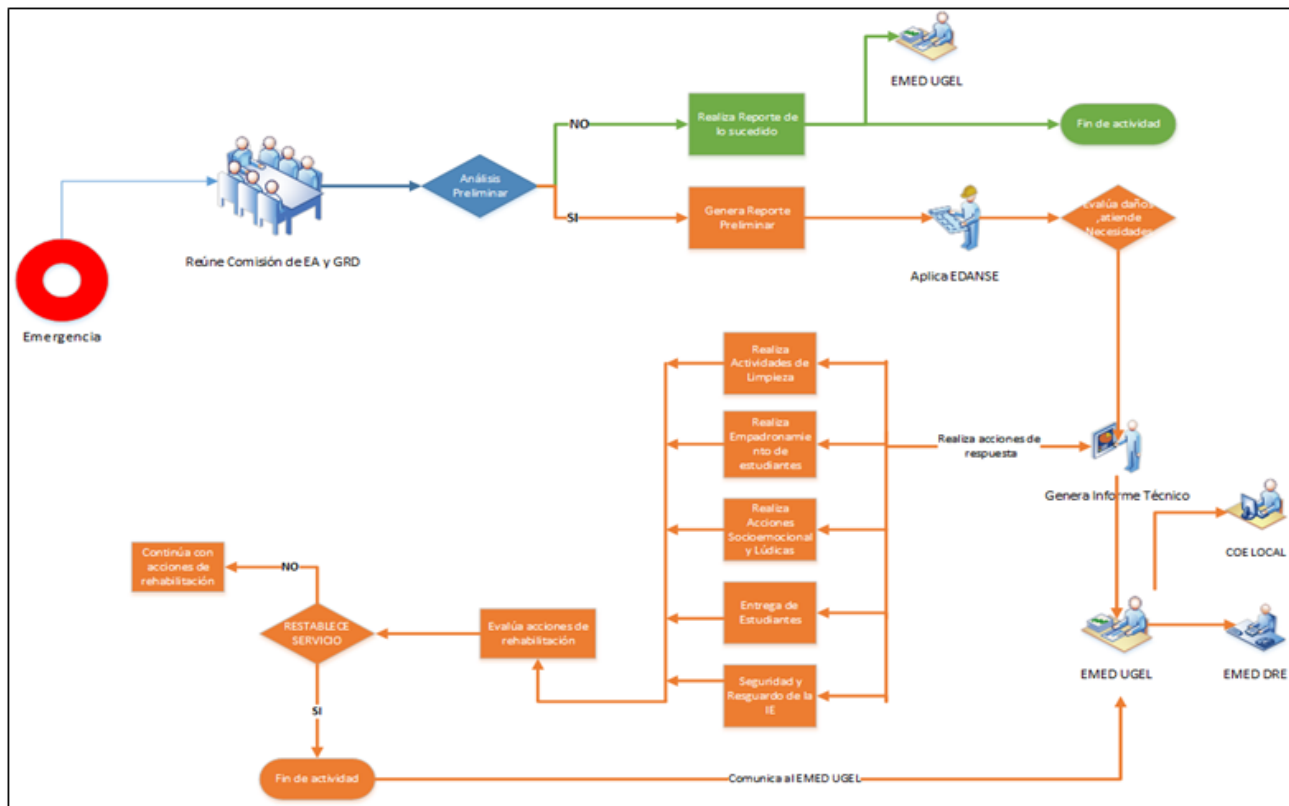 EMED UGEL
NO
Realiza Reporte de
lo sucedido
Fin de actividad
Análisis
Preliminar
SI
Genera Reporte
Preliminar
Evalúa daños
,atiende
Necesidades
Reúne Comisión de EA y GRD
Aplica EDANSE
Emergencia
Realiza
Actividades de
Limpieza
Realiza
Empadronamie
nto de
estudiantes
Realiza acciones de
respuesta
Genera Informe Técnico
Realiza
Acciones
Socioemocional
y Lúdicas
COE LOCAL
Continúa con
acciones de
rehabilitación
NO
Entrega de
Estudiantes
RESTABLECE
SERVICIO
Evalúa acciones de
rehabilitación
EMED UGEL
EMED DRE
Seguridad y
Resguardo de la
IE
SI
Fin de actividad
Comunica al EMED UGEL